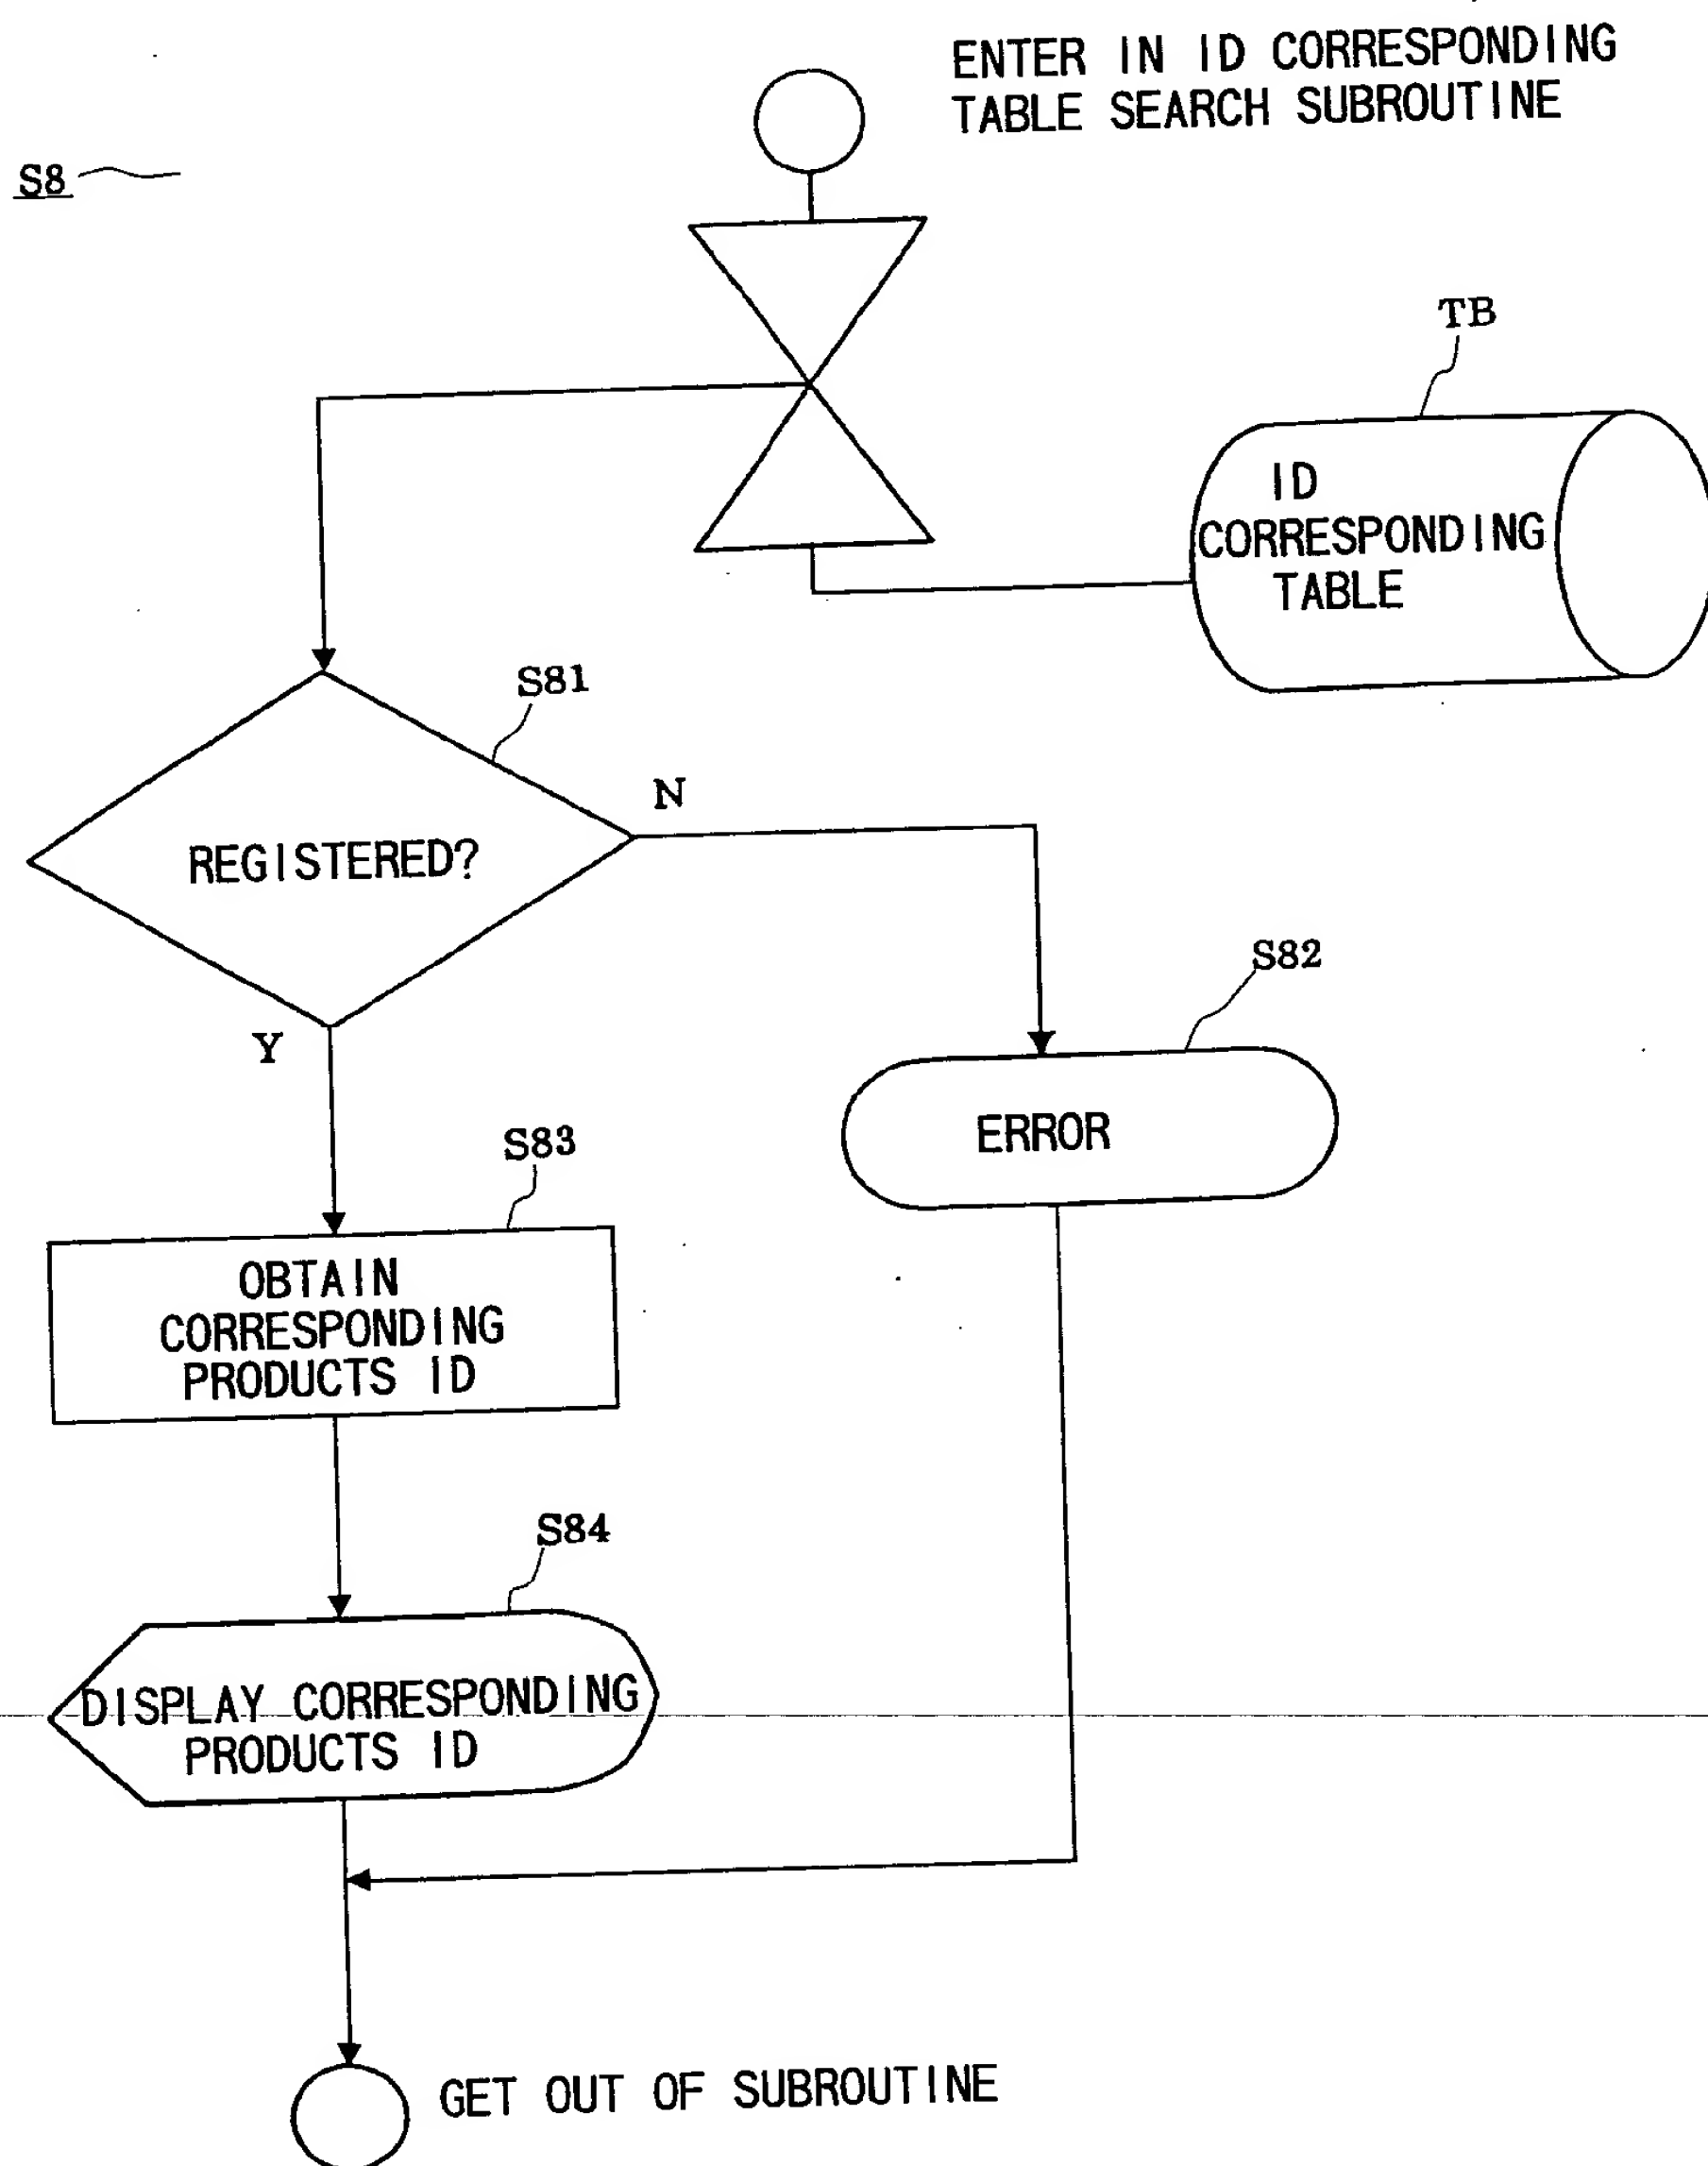 ENTER IN ID CORRESPONDING
TABLE SEARCH SUBROUTINE
S8
TB
ID
CORRESPONDING
TABLE
S81
N
REGISTERED?
Y
S82
ERROR
S83
OBTAIN
CORRESPONDING
PRODUCTS ID
S84
DISPLAY CORRESPONDING
PRODUCTS ID
GET OUT OF SUBROUTINE